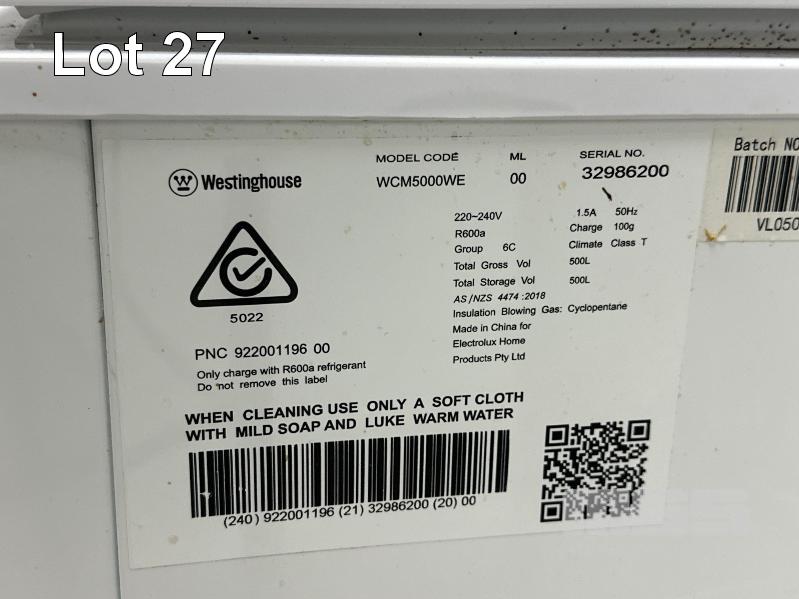 Lot 27
Batch NO
VL050
Westinghouse
MODEL CODE ML SERIAL NO.
WCM5000WE 00 32986200
220~240V 1.5A 50Hz
R600a Charge 100g
Group 6C Climate Class T
Total Gross Vol 500L
Total Storage Vol 500L
AS/NZS 4474:2018
Insulation Blowing Gas: Cyclopentane
Made in China for
Electrolux Home
Products Pty Ltd
5022
PNC 922001196 00
Only charge with R600a refrigerant
Do not remove this label
WHEN CLEANING USE ONLY A SOFT CLOTH
WITH MILD SOAP AND LUKE WARM WATER
(240) 922001196 (21) 32986200 (20) 00